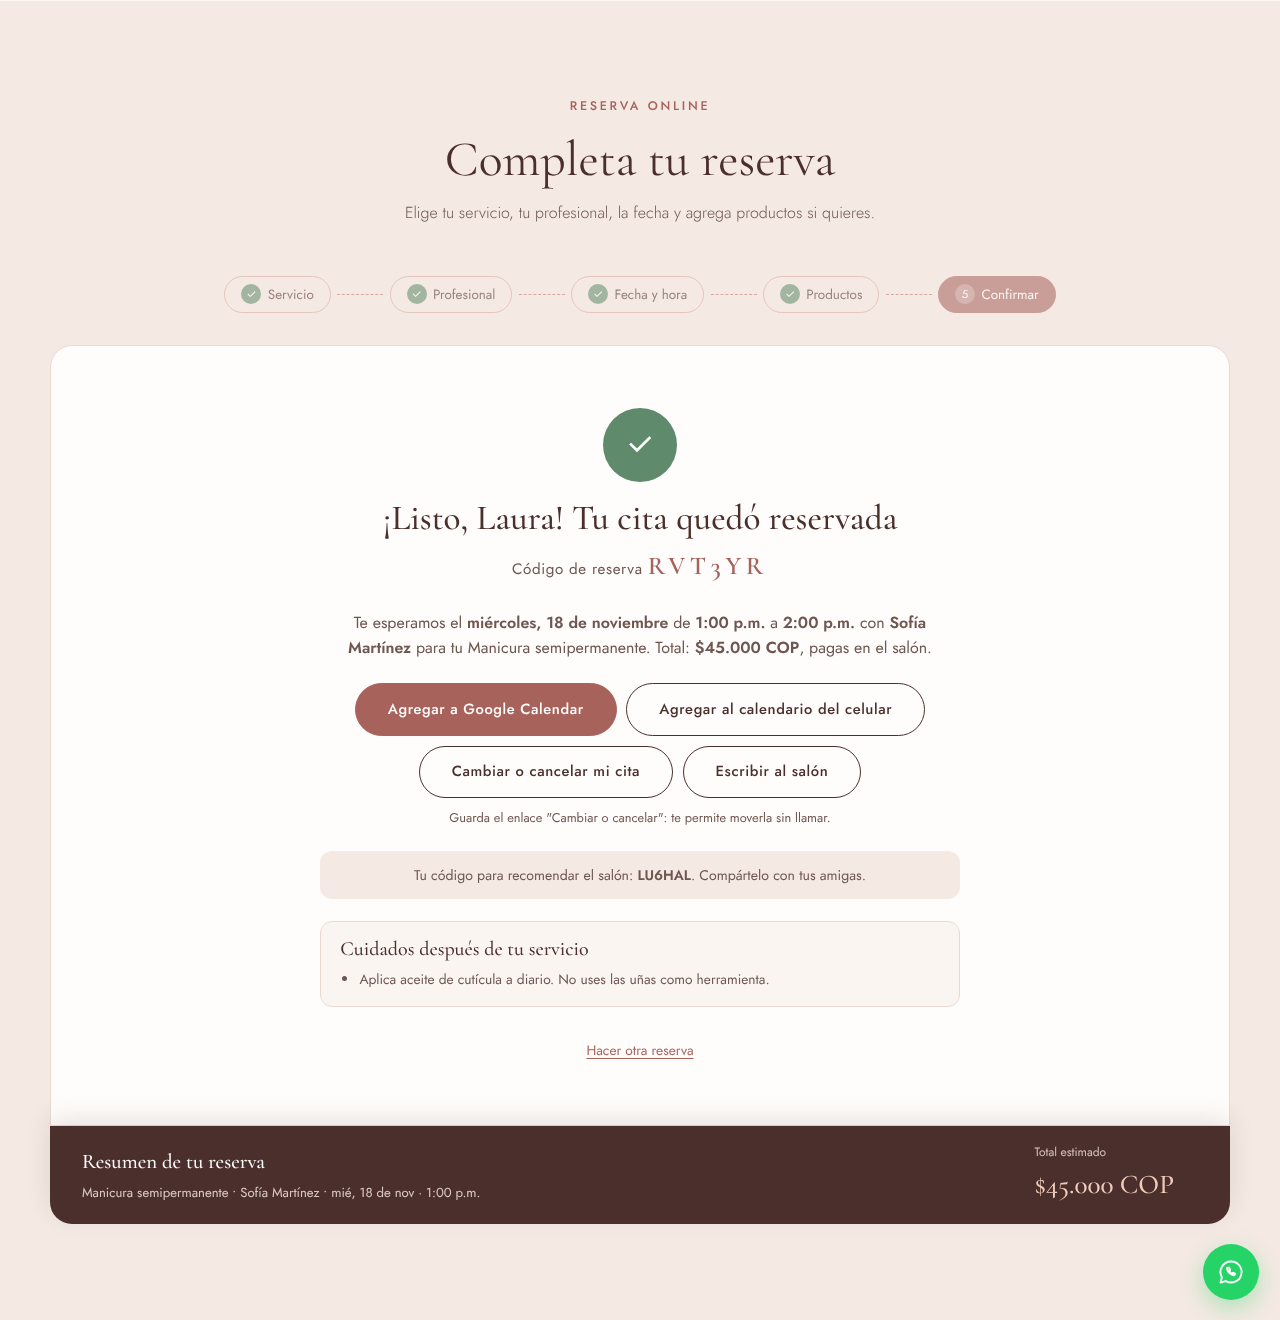 RESERVA ONLINE
Completa tu reserva
Elige tu servicio, tu profesional, la fecha y agrega productos si quieres.
Servicio
Profesional
Fecha y hora
Productos
5 Confirmar
¡Listo, Laura! Tu cita quedó reservada
Código de reserva RVT3YR
Te esperamos el miércoles, 18 de noviembre de 1:00 p.m. a 2:00 p.m. con Sofía
Martínez para tu Manicura semipermanente. Total: $45.000 COP, pagas en el salón.
Agregar a Google Calendar
Agregar al calendario del celular
Cambiar o cancelar mi cita
Escribir al salón
Guarda el enlace "Cambiar o cancelar": te permite moverla sin llamar.
Tu código para recomendar el salón: LU6HAL. Compártelo con tus amigas.
Cuidados después de tu servicio
• Aplica aceite de cutícula a diario. No uses las uñas como herramienta.
Hacer otra reserva
Resumen de tu reserva
Manicura semipermanente · Sofía Martínez · mié, 18 de nov · 1:00 p.m.
Total estimado
$45.000 COP